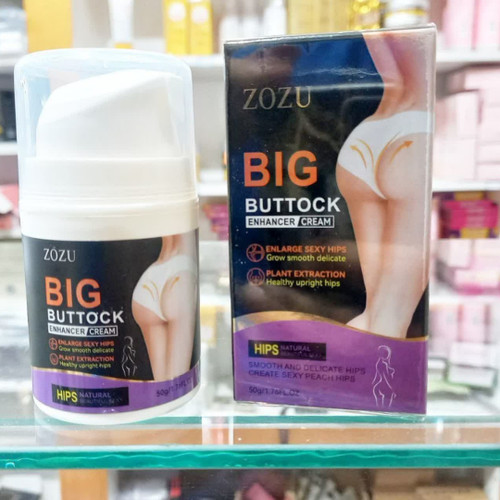 ZOZU
BIG
BUTTOCK
ENHANCER CREAM
ENLARGE SEXY HIPS
Grow smooth delicate
PLANT EXTRACTION
Healthy upright hips
HIPS NATURAL
ZOZU
BIG
BUTTOCK
ENHANCER CREAM
ENLARGE SEXY HIPS
Grow smooth delicate
PLANT EXTRACTION
Healthy upright hips
HIPS NATURAL
SMOOTH AND DELICATE HIPS
CREATE SEXY PEACH HIPS